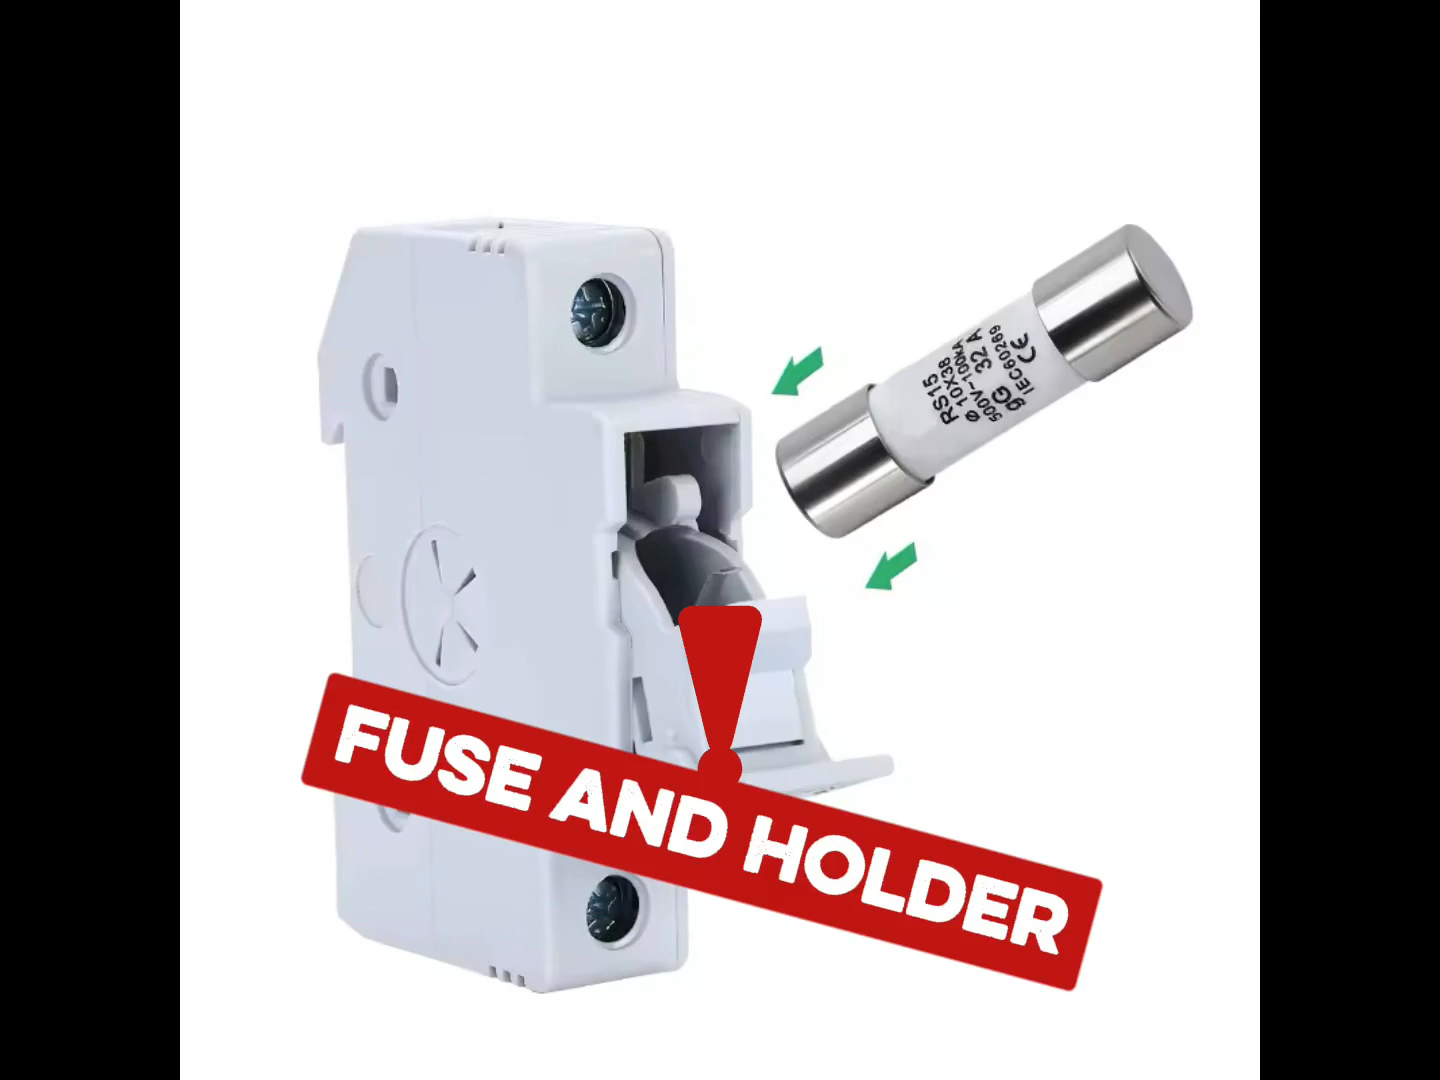 RS15
⌀ 10X38
500V~100kA
gG 32 A
IEC60269
CE
FUSE AND HOLDER